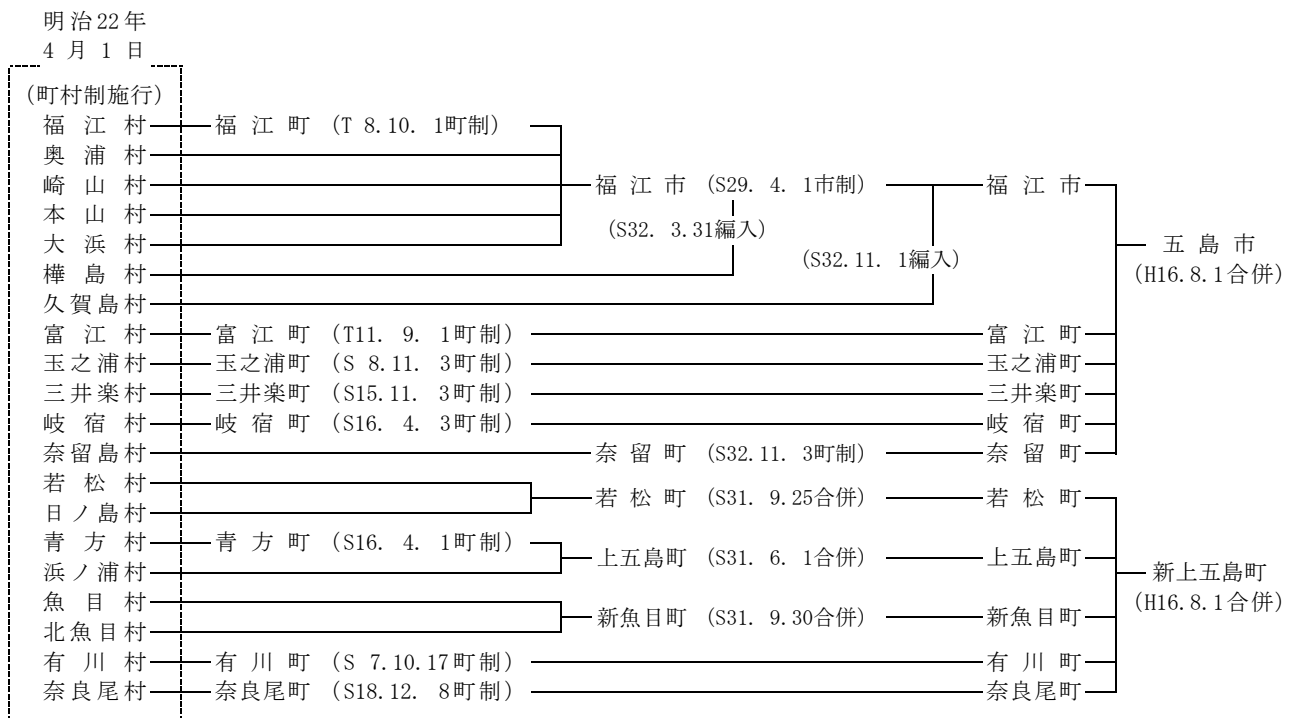 明治22年
4 月 1 日
(町村制施行)
福 江 村 福 江 町 (T 8.10. 1町制)
奥 浦 村
崎 山 村 福 江 市 (S29. 4. 1市制) 福 江 市
本 山 村
(S32. 3.31編入)
大 浜 村 五 島 市
(S32.11. 1編入)
樺 島 村 (H16.8.1合併)
久賀島村
富 江 村 富 江 町 (T11. 9. 1町制) 富 江 町
玉之浦村 玉之浦町 (S 8.11. 3町制) 玉之浦町
三井楽村 三井楽町 (S15.11. 3町制) 三井楽町
岐 宿 村 岐 宿 町 (S16. 4. 3町制) 岐 宿 町
奈留島村 奈 留 町 (S32.11. 3町制) 奈 留 町
若 松 村
若 松 町 (S31. 9.25合併) 若 松 町
日ノ島村
青 方 村 青 方 町 (S16. 4. 1町制)
上五島町 (S31. 6. 1合併) 上五島町
浜ノ浦村 新上五島町
魚 目 村 (H16.8.1合併)
新魚目町 (S31. 9.30合併) 新魚目町
北魚目村
有 川 村 有 川 町 (S 7.10.17町制) 有 川 町
奈良尾村 奈良尾町 (S18.12. 8町制) 奈良尾町